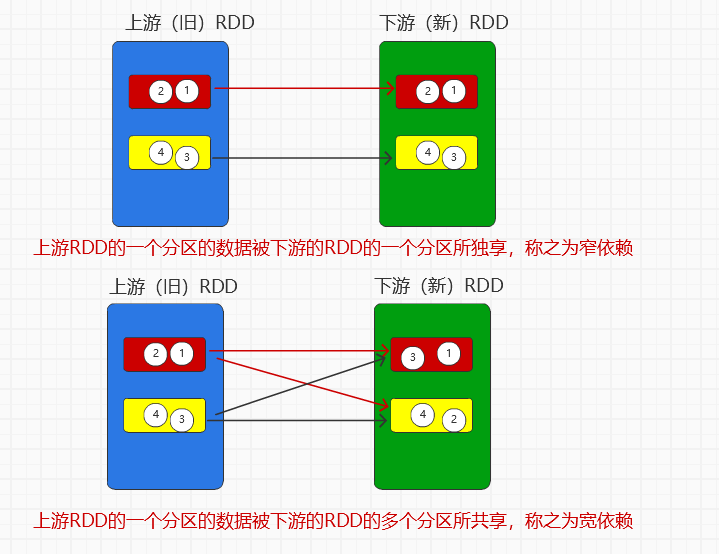 上游（旧）RDD 下游（新）RDD
2 1 2 1
4 3 4 3
上游RDD的一个分区的数据被下游的RDD的一个分区所独享，称之为窄依赖
上游（旧）RDD 下游（新）RDD
2 1 3 1
4 3 4 2
上游RDD的一个分区的数据被下游的RDD的多个分区所共享，称之为宽依赖